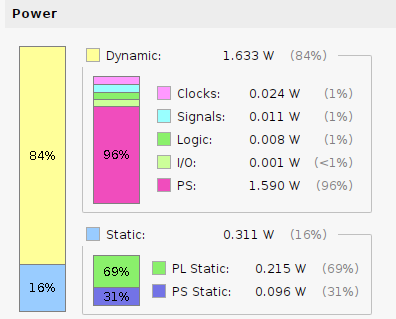 Power
Dynamic: 1.633 W (84%)
Clocks: 0.024 W (1%)
Signals: 0.011 W (1%)
84%
96%
Logic: 0.008 W (1%)
I/O: 0.001 W (<1%)
PS: 1.590 W (96%)
Static: 0.311 W (16%)
16%
69%
PL Static: 0.215 W (69%)
31%
PS Static: 0.096 W (31%)